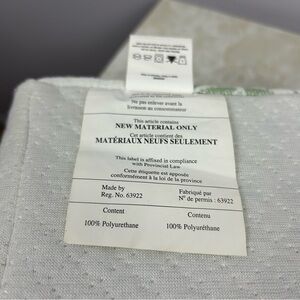 Ne pas enlever avant la
livraison au consommateur
This article contains
NEW MATERIAL ONLY
Cet article contient des
MATÉRIAUX NEUFS SEULEMENT
This label is affixed in compliance
with Provincial Law
Cette étiquette est apposée
conformément à la loi de la province
Made by
Reg. No. 63922
Fabriqué par
Nº de permis : 63922
Content
Contenu
100% Polyurethane
100% Polyuréthane